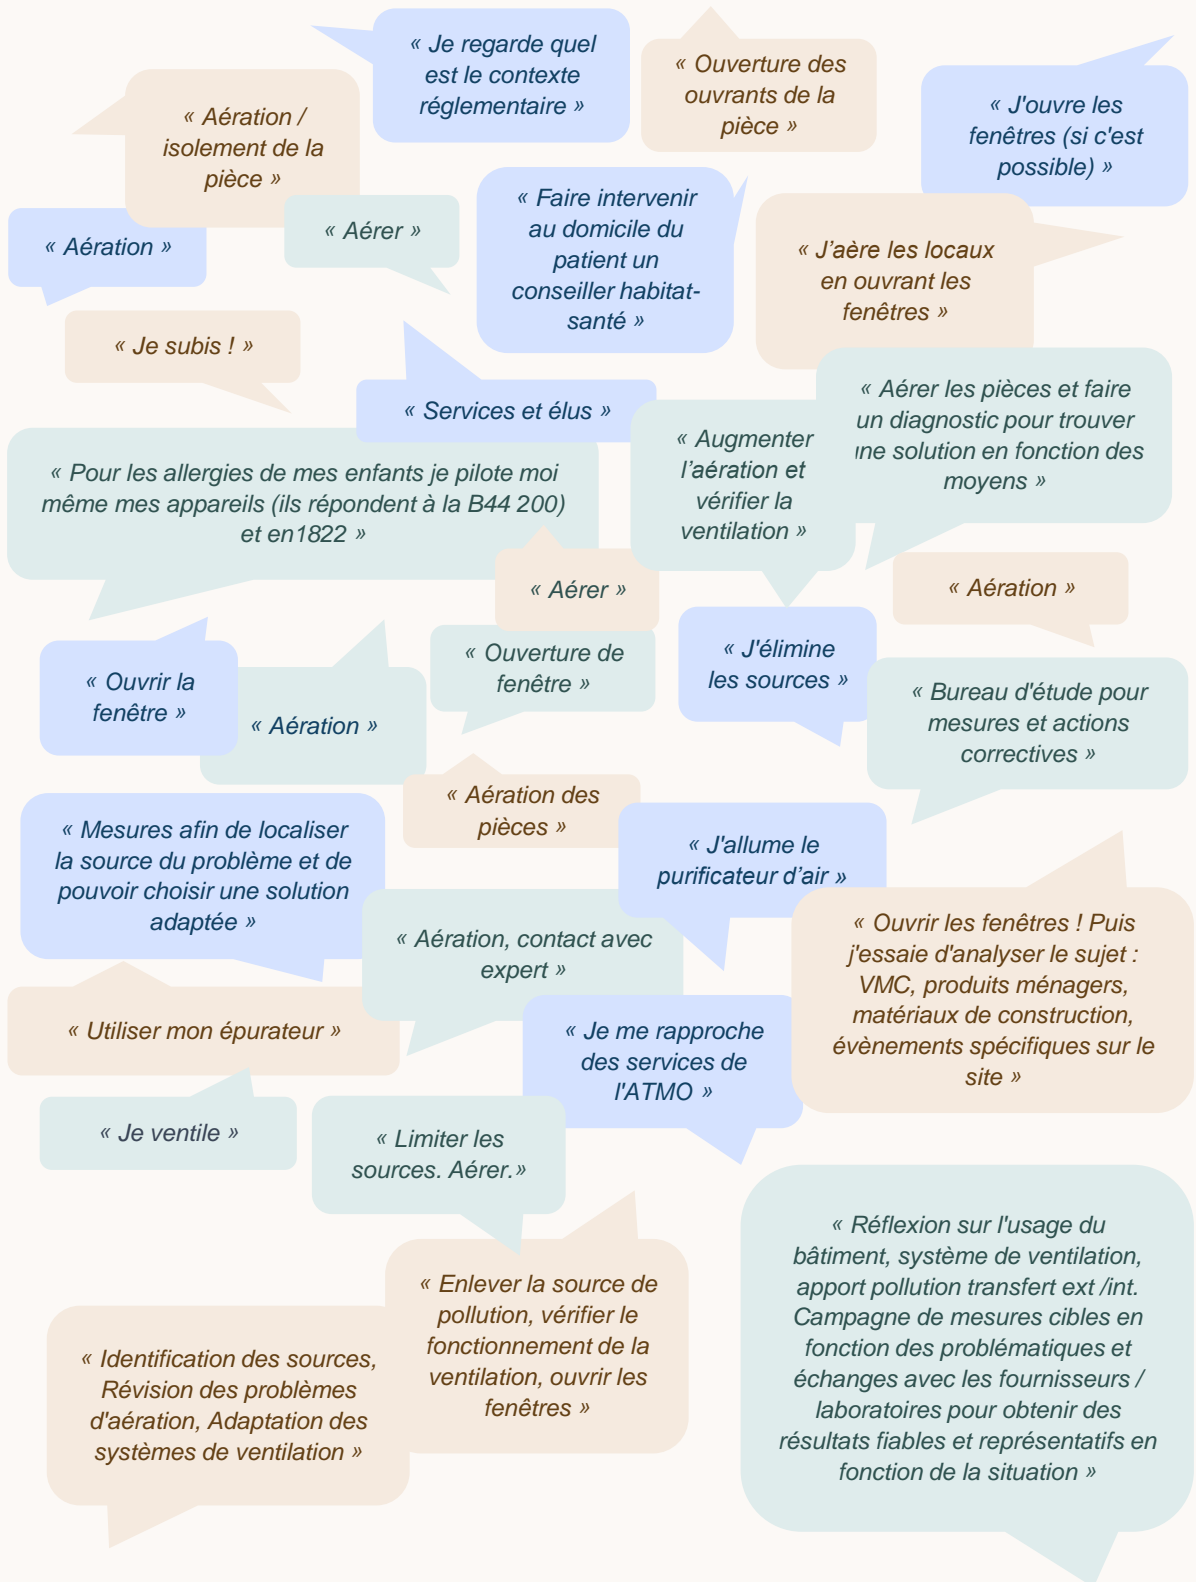 « Je regarde quel
est le contexte
réglementaire »
« Ouverture des
ouvrants de la
pièce »
« J'ouvre les
fenêtres (si c'est
possible) »
« Aération /
isolement de la
pièce »
« Aération »
« Aérer »
« Faire intervenir
au domicile du
patient un
conseiller habitat-
santé »
« J’aère les locaux
en ouvrant les
fenêtres »
« Je subis ! »
« Services et élus »
« Aérer les pièces et faire
un diagnostic pour trouver
une solution en fonction des
moyens »
« Augmenter
l’aération et
vérifier la
ventilation »
« Pour les allergies de mes enfants je pilote moi
même mes appareils (ils répondent à la B44 200)
et en1822 »
« Aérer »
« Aération »
« Ouvrir la
fenêtre »
« Aération »
« Ouverture de
fenêtre »
« J'élimine
les sources »
« Bureau d'étude pour
mesures et actions
correctives »
« Aération des
pièces »
« Mesures afin de localiser
la source du problème et de
pouvoir choisir une solution
adaptée »
« J'allume le
purificateur d’air »
« Aération, contact avec
expert »
« Ouvrir les fenêtres ! Puis
j'essaie d'analyser le sujet :
VMC, produits ménagers,
matériaux de construction,
évènements spécifiques sur le
site »
« Utiliser mon épurateur »
« Je me rapproche
des services de
l'ATMO »
« Je ventile »
« Limiter les
sources. Aérer.»
« Réflexion sur l'usage du
bâtiment, système de ventilation,
apport pollution transfert ext /int.
Campagne de mesures cibles en
fonction des problématiques et
échanges avec les fournisseurs /
laboratoires pour obtenir des
résultats fiables et représentatifs en
fonction de la situation »
« Enlever la source de
pollution, vérifier le
fonctionnement de la
ventilation, ouvrir les
fenêtres »
« Identification des sources,
Révision des problèmes
d'aération, Adaptation des
systèmes de ventilation »